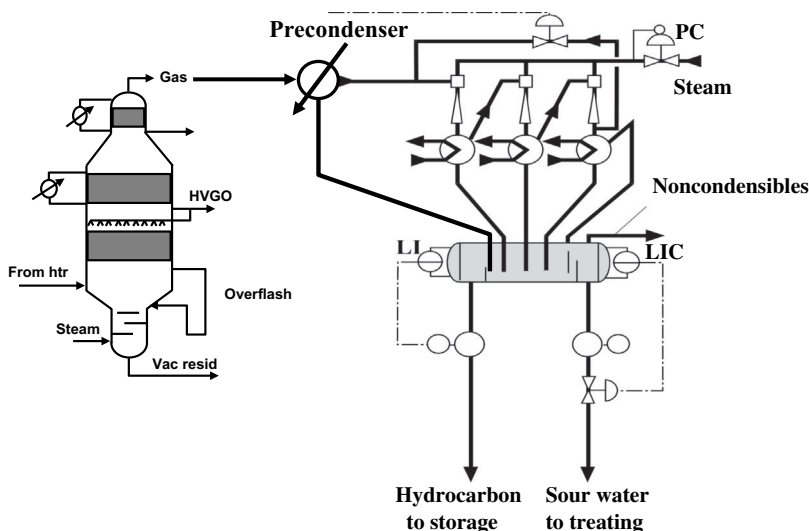 Precondenser
PC
Gas
Steam
HVGO
Noncondensibles
LI
LIC
From htr
Overflash
Steam
Vac resid
Hydrocarbon
to storage
Sour water
to treating